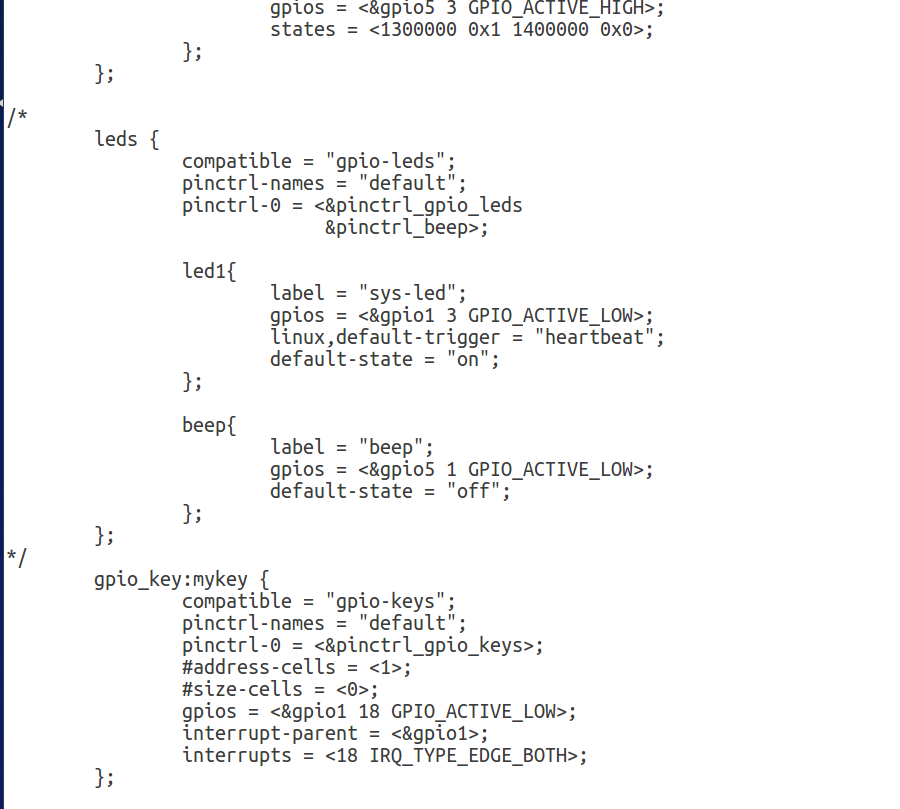 gpios = <&gpio5 3 GPIO_ACTIVE_HIGH>;
states = <1300000 0x1 1400000 0x0>;
};
};
/*
leds {
compatible = "gpio-leds";
pinctrl-names = "default";
pinctrl-0 = <&pinctrl_gpio_leds
&pinctrl_beep>;
led1{
label = "sys-led";
gpios = <&gpio1 3 GPIO_ACTIVE_LOW>;
linux,default-trigger = "heartbeat";
default-state = "on";
};
beep{
label = "beep";
gpios = <&gpio5 1 GPIO_ACTIVE_LOW>;
default-state = "off";
};
};
*/
gpio_key:mykey {
compatible = "gpio-keys";
pinctrl-names = "default";
pinctrl-0 = <&pinctrl_gpio_keys>;
#address-cells = <1>;
#size-cells = <0>;
gpios = <&gpio1 18 GPIO_ACTIVE_LOW>;
interrupt-parent = <&gpio1>;
interrupts = <18 IRQ_TYPE_EDGE_BOTH>;
};